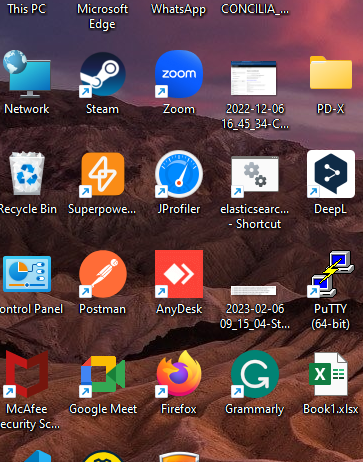 This PC
Microsoft
Edge
WhatsApp
CONCILIA_...
Network
Steam
zoom
Zoom
2022-12-06
16_45_34-C...
PD-X
Recycle Bin
Superpowe...
JProfiler
elasticsearc...
- Shortcut
DeepL
ontrol Panel
Postman
AnyDesk
2023-02-06
09_15_04-St...
PuTTY
(64-bit)
McAfee
ecurity Sc...
Google Meet
Firefox
Grammarly
Book1.xlsx